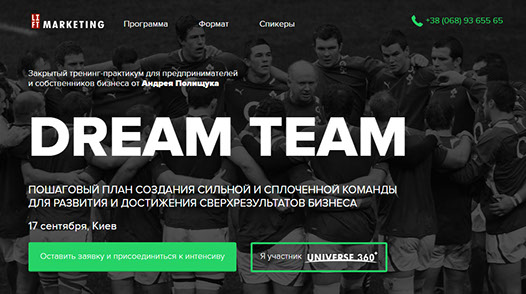 LIFT MARKETING Программа Формат Спикеры +38 (068) 93 655 65
Закрытый тренинг-практикум для предпринимателей
и собственников бизнеса от Андрея Полищука
DREAM TEAM
ПОШАГОВЫЙ ПЛАН СОЗДАНИЯ СИЛЬНОЙ И СПЛОЧЕННОЙ КОМАНДЫ
ДЛЯ РАЗВИТИЯ И ДОСТИЖЕНИЯ СВЕРХРЕЗУЛЬТАТОВ БИЗНЕСА
17 сентября, Киев
Оставить заявку и присоединиться к интенсиву Я участник UNIVERSE 360°